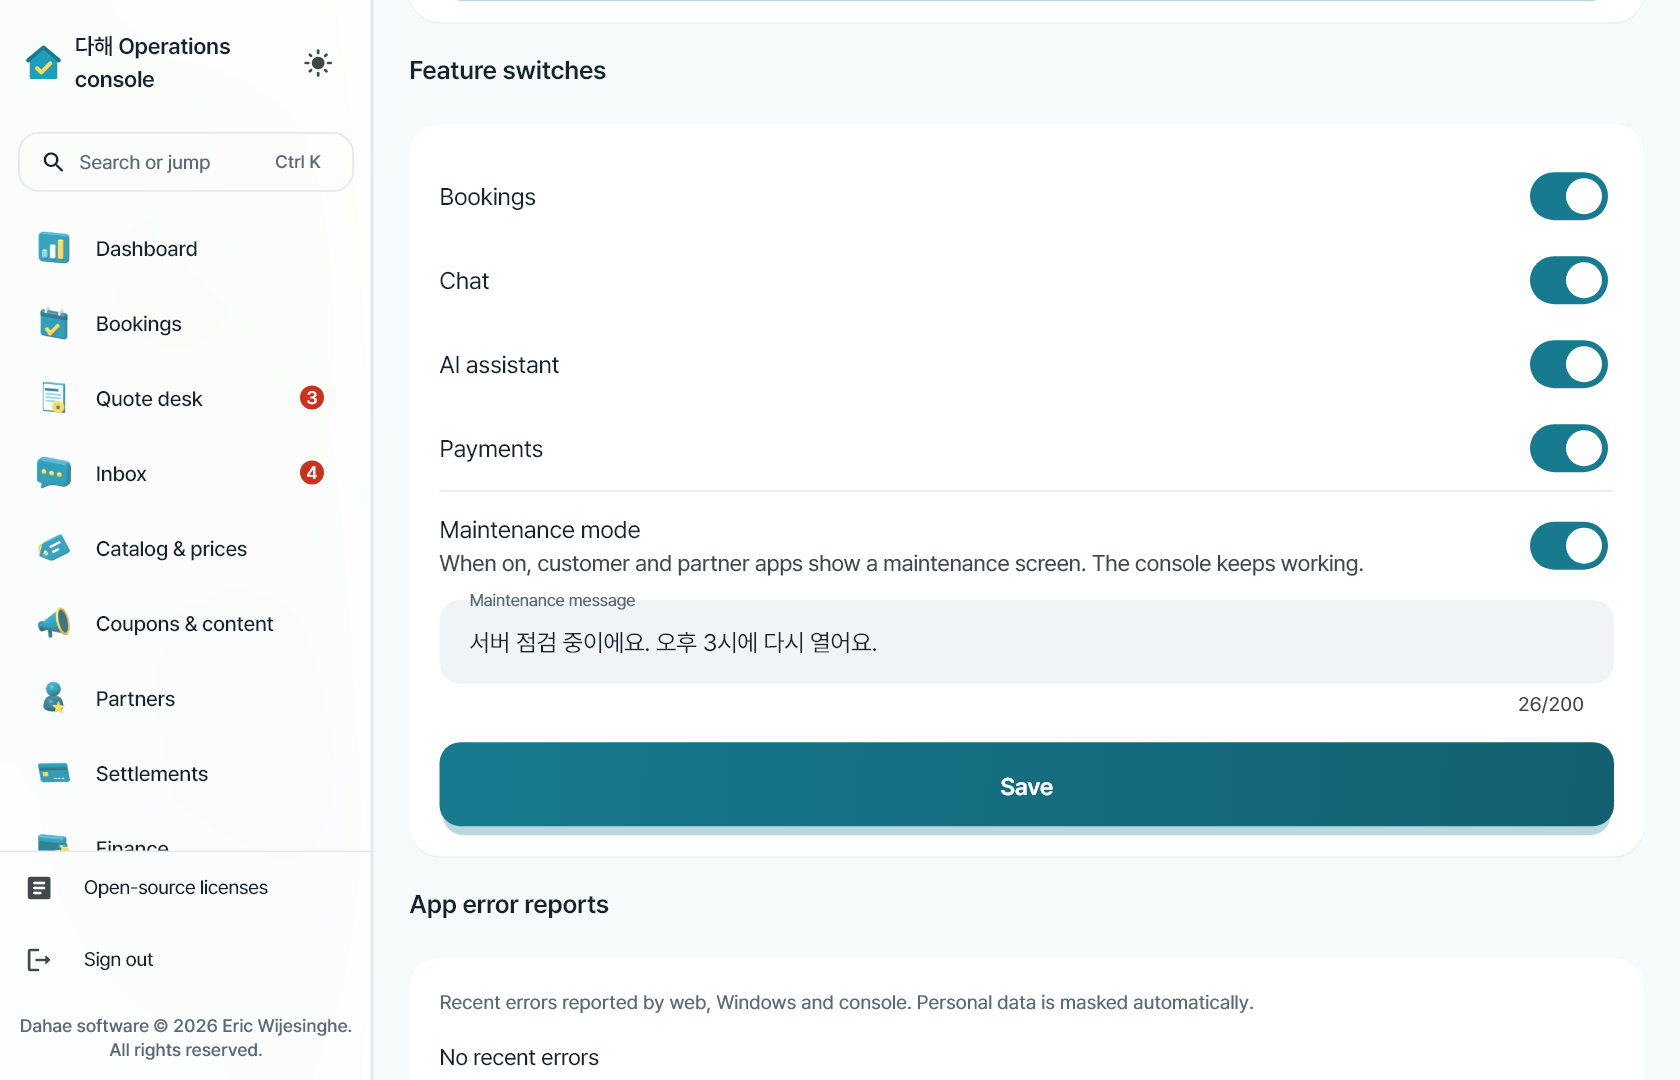 다해 Operations
console
Search or jump
Ctrl K
Dashboard
Bookings
Quote desk
3
Inbox
4
Catalog & prices
Coupons & content
Partners
Settlements
Finance
Open-source licenses
Sign out
Dahae software © 2026 Eric Wijesinghe.
All rights reserved.
Feature switches
Bookings
Chat
AI assistant
Payments
Maintenance mode
When on, customer and partner apps show a maintenance screen. The console keeps working.
Maintenance message
서버 점검 중이에요. 오후 3시에 다시 열어요.
26/200
Save
App error reports
Recent errors reported by web, Windows and console. Personal data is masked automatically.
No recent errors